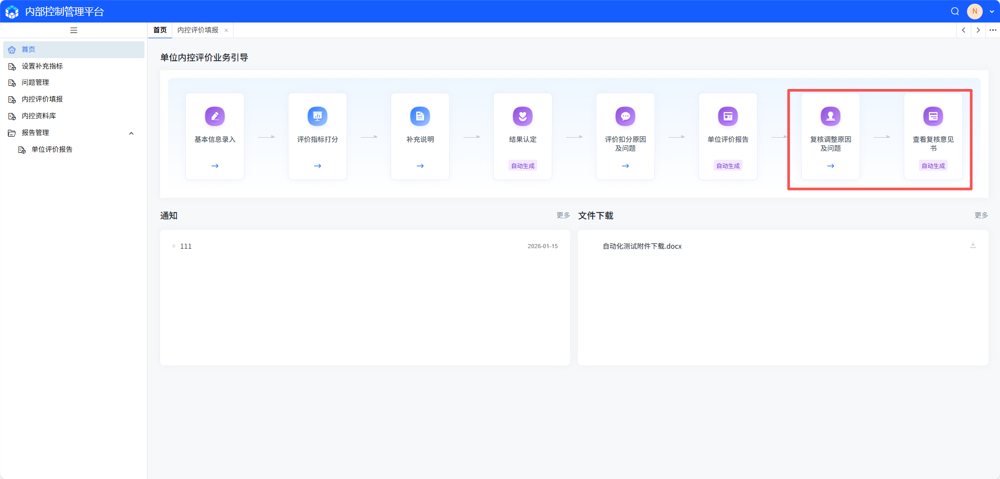 内部控制管理平台
N
首页
内控评价填报
首页
设置补充指标
问题管理
内控评价填报
内控资料库
报告管理
单位评价报告
单位内控评价业务引导
基本信息录入
评价指标打分
补充说明
结果认定
自动生成
评价扣分原因
及问题
单位评价报告
自动生成
复核调整原因
及问题
查看复核意见
书
自动生成
通知
更多
111
2026-01-15
文件下载
更多
自动化测试附件下载.docx